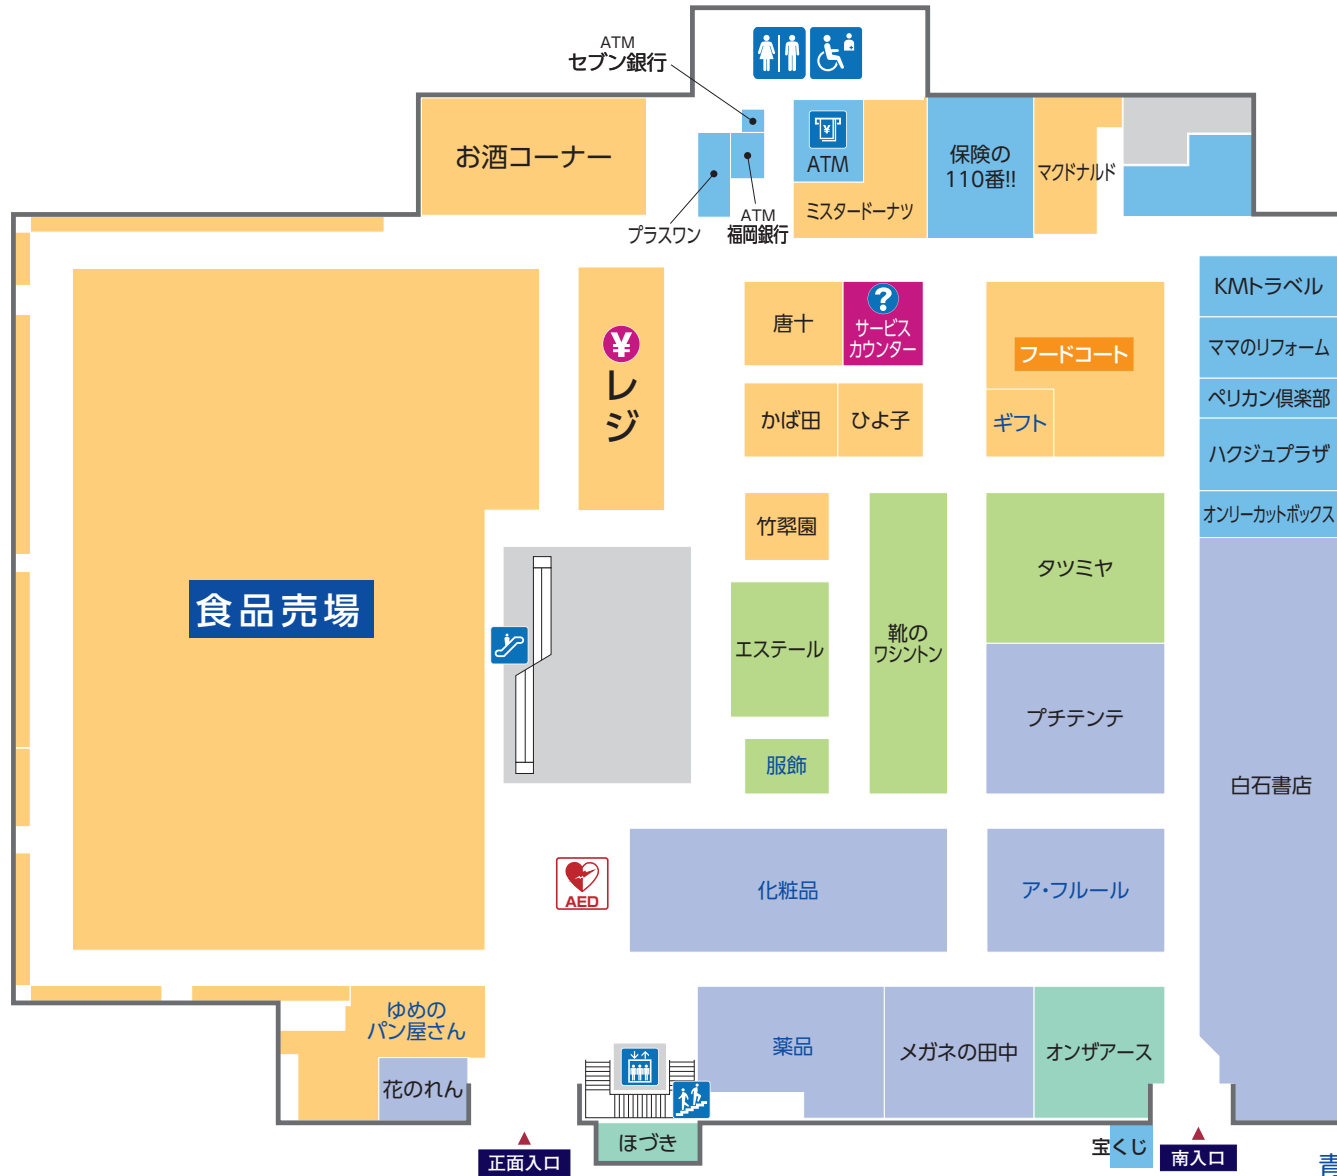 ATM
セブン銀行
お酒コーナー
プラスワン
ATM
福岡銀行
¥
ATM
ミスタードーナツ
保険の
110番!!
マクドナルド
¥
レジ
唐十
?
サービス
カウンター
フードコート
ギフト
かば田
ひよ子
KMトラベル
ママのリフォーム
ペリカン倶楽部
ハクジュプラザ
オンリーカットボックス
竹翠園
タツミヤ
食品売場
エステール
靴の
ワシントン
プチテンテ
服飾
白石書店
AED
化粧品
ア・フルール
ゆめの
パン屋さん
花のれん
薬品
メガネの田中
オンザアース
ほづき
宝くじ
正面入口
南入口